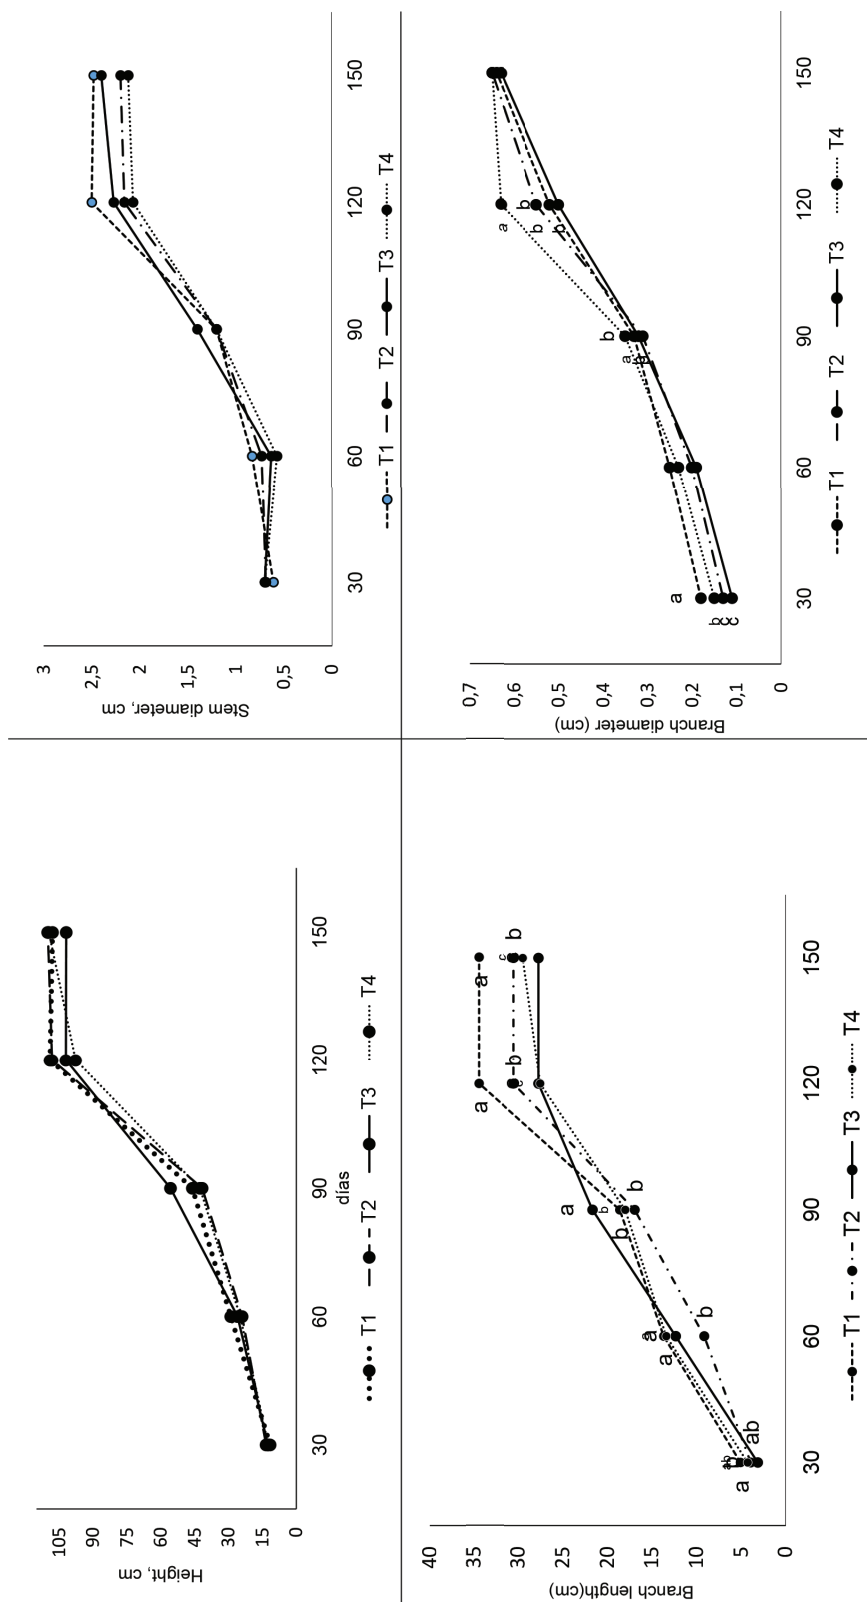 105
90
75
60
45
30
15
0
Height, cm
30
60
90
120
150
días
T1 T2 T3 T4
3
2,5
2
1,5
1
0,5
0
Stem diameter, cm
30
60
90
120
150
T1 T2 T3 T4
40
35
30
25
20
15
10
5
0
Branch length(cm)
a
ab
a
a
b
a
b
b
b
a
b
c
a
b
c
30
60
90
120
150
T1 T2 T3 T4
0,7
0,6
0,5
0,4
0,3
0,2
0,1
0
Branch diameter (cm)
a
b
c
c
b
a
b
a
b
b
b
30
60
90
120
150
T1 T2 T3 T4